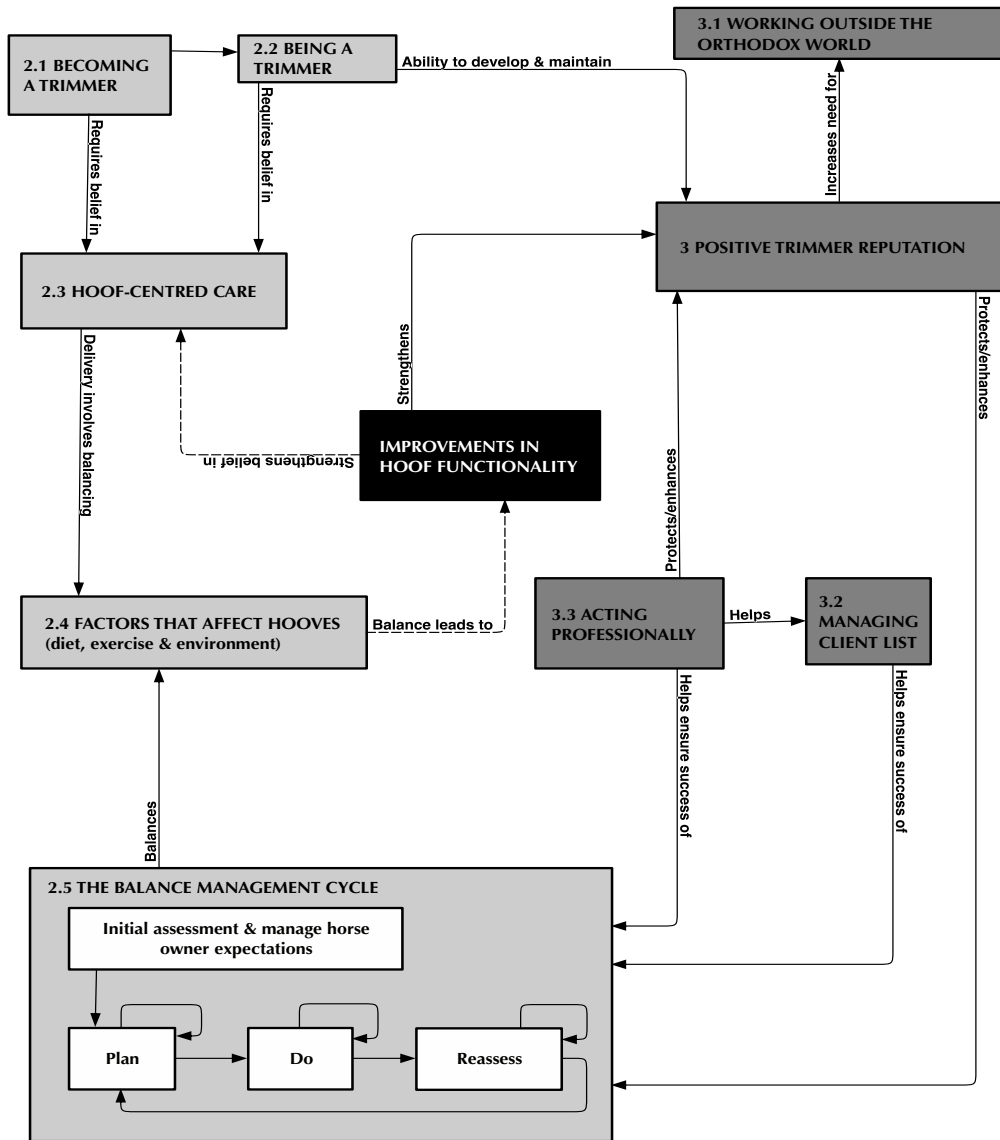 3.1 WORKING OUTSIDE THE
ORTHODOX WORLD
2.1 BECOMING
A TRIMMER
2.2 BEING A
TRIMMER
Ability to develop & maintain
Requires belief in
Requires belief in
Increases need for
3 POSITIVE TRIMMER REPUTATION
2.3 HOOF-CENTRED CARE
Delivery involves balancing
Strengthens belief in
Strengthens
Protects/enhances
IMPROVEMENTS IN
HOOF FUNCTIONALITY
Protects/enhances
2.4 FACTORS THAT AFFECT HOOVES
(diet, exercise & environment)
Balance leads to
3.3 ACTING
PROFESSIONALLY
Helps
3.2
MANAGING
CLIENT LIST
Helps ensure success of
Helps ensure success of
Balances
2.5 THE BALANCE MANAGEMENT CYCLE
Initial assessment & manage horse
owner expectations
Plan
Do
Reassess